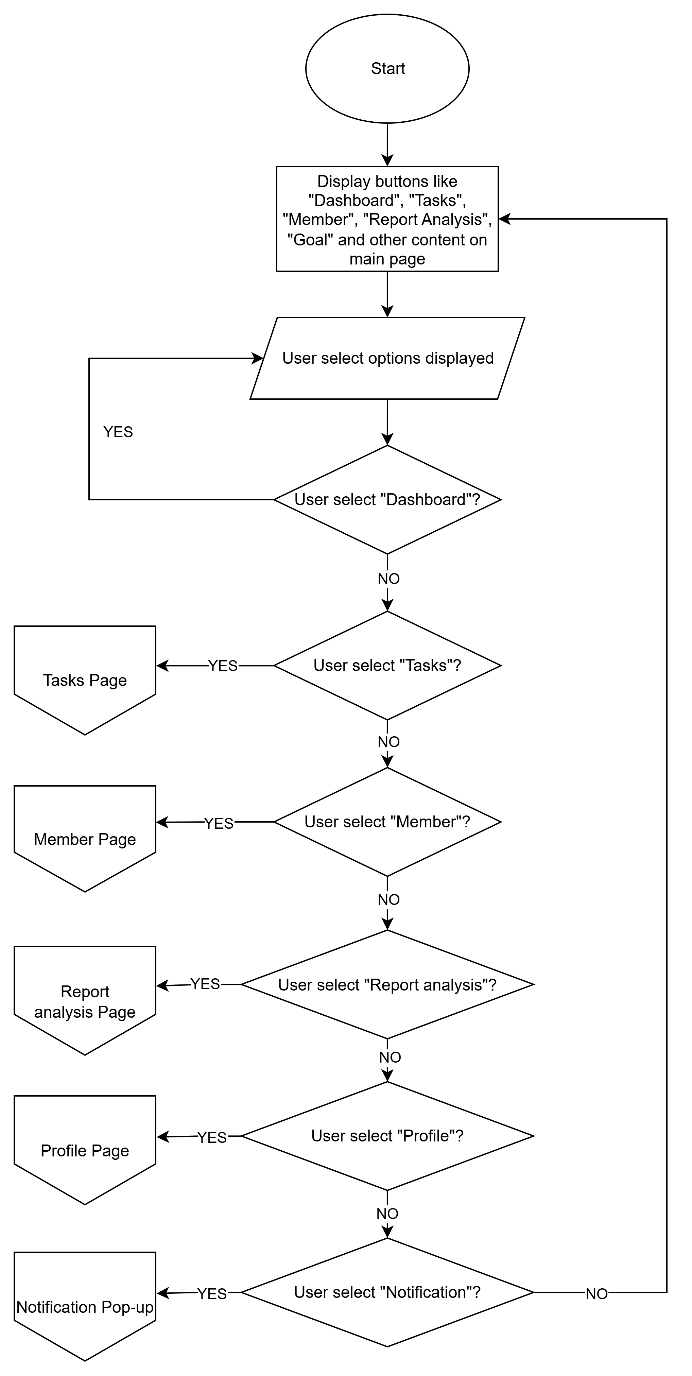 Start
Display buttons like
"Dashboard", "Tasks",
"Member", "Report Analysis",
"Goal" and other content on
main page
User select options displayed
YES
User select "Dashboard"?
NO
User select "Tasks"?
YES
Tasks Page
NO
User select "Member"?
YES
Member Page
NO
User select "Report analysis"?
YES
Report
analysis Page
NO
User select "Profile"?
YES
Profile Page
NO
User select "Notification"?
YES
Notification Pop-up
NO